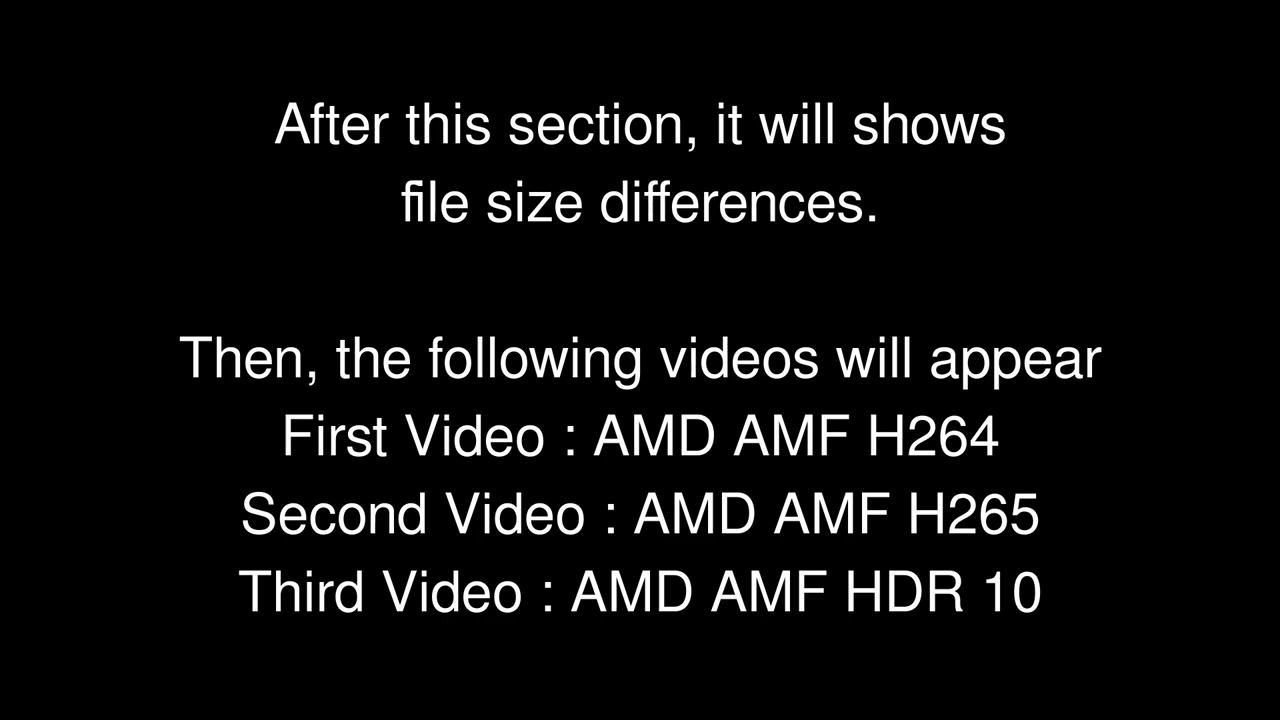 After this section, it will shows
file size differences.
Then, the following videos will appear
First Video : AMD AMF H264
Second Video : AMD AMF H265
Third Video : AMD AMF HDR 10